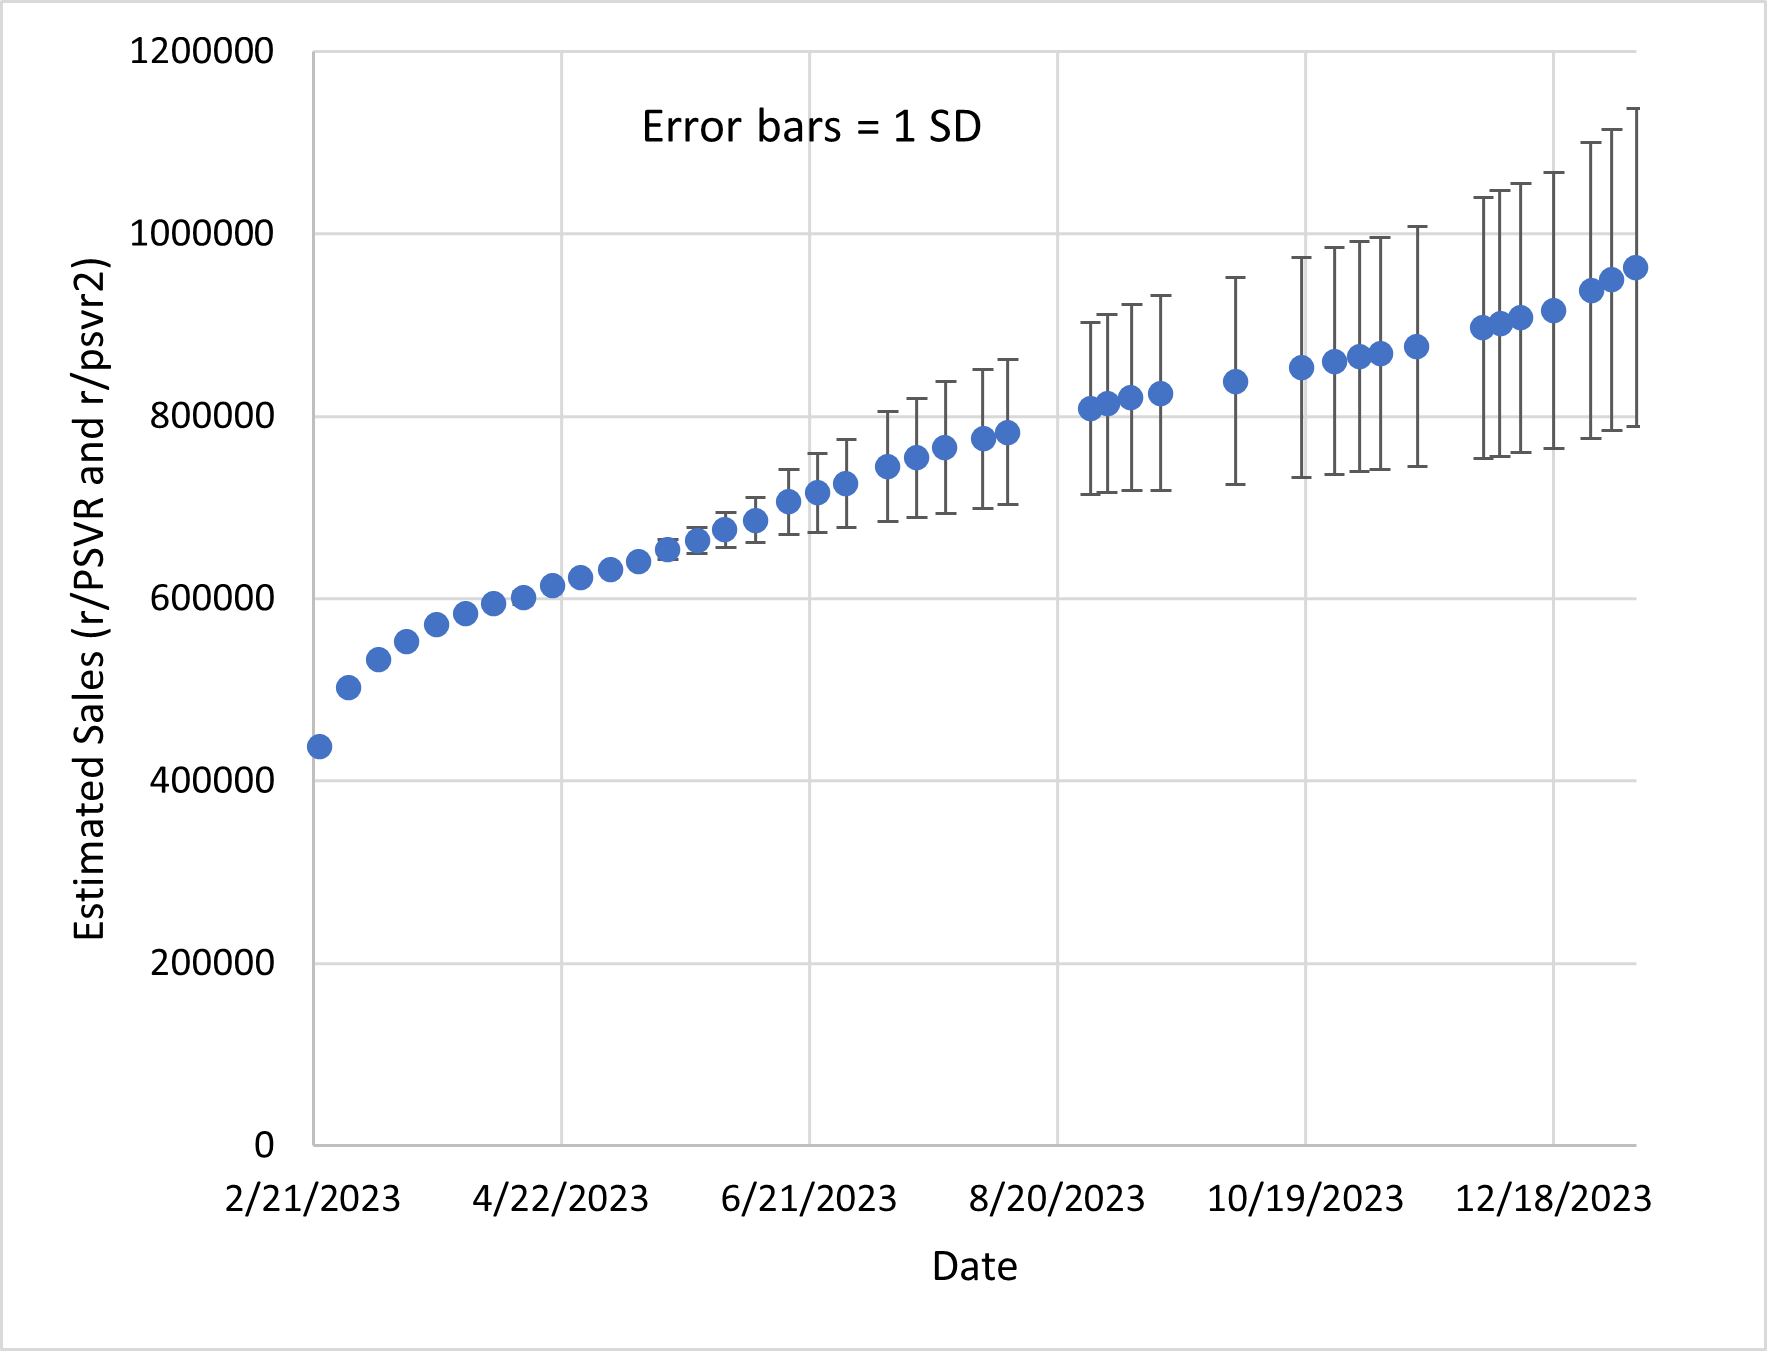 Error bars = 1 SD
Estimated Sales (r/PSVR and r/psvr2)
1200000
1000000
800000
600000
400000
200000
0
2/21/2023 4/22/2023 6/21/2023 8/20/2023 10/19/2023 12/18/2023
Date